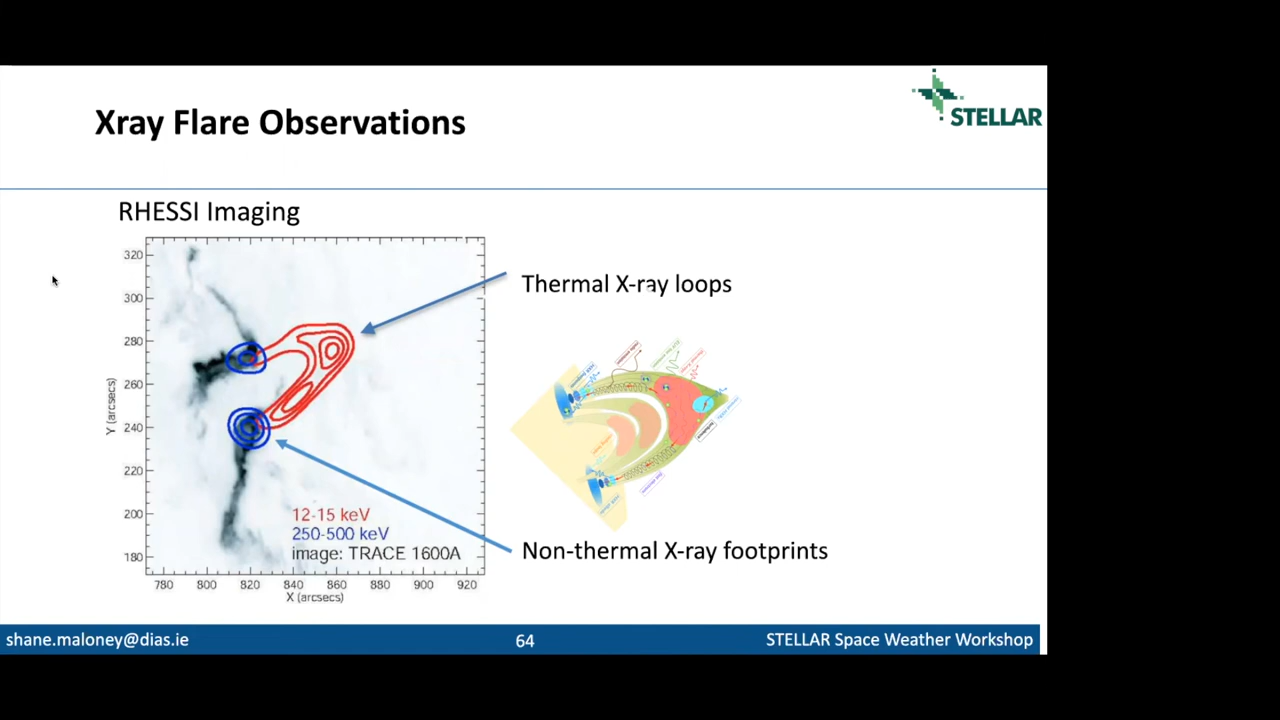 Xray Flare Observations
STELLAR
RHESSI Imaging
320
300
280
260
240
220
200
180
Y (arcsecs)
12-15 keV
250-500 keV
image: TRACE 1600A
780 800 820 840 860 880 900 920
X (arcsecs)
Thermal X-ray loops
Non-thermal X-ray footprints
shane.maloney@dias.ie
64
STELLAR Space Weather Workshop